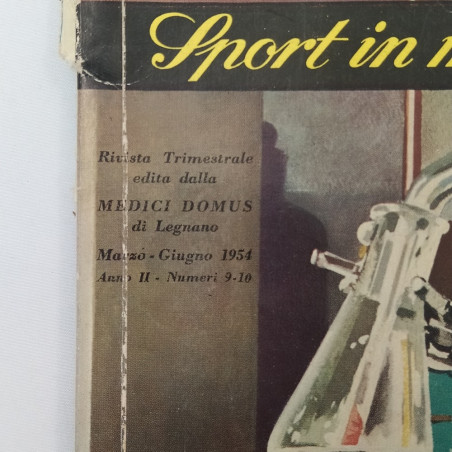 Sport in
Rivista Trimestrale
edita dalla
MEDICI DOMUS
di Legnano
Marzo - Giugno 1954
Anno II - Numeri 9-10